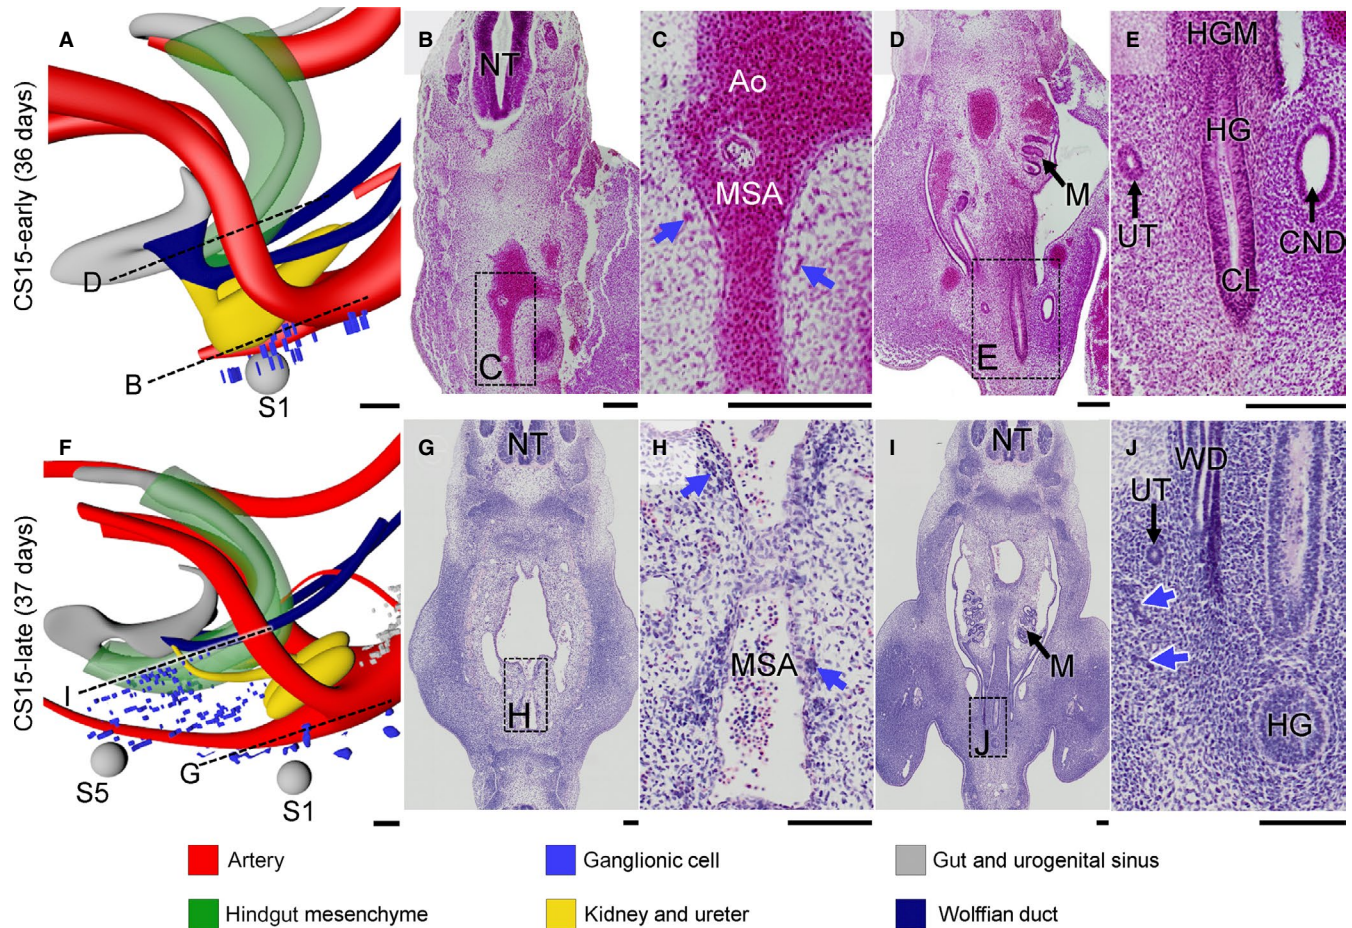 CS15-early (36 days)
A
D
B
S1
B
NT
C
C
Ao
MSA
D
M
E
E
HGM
HG
UT
CND
CL
CS15-late (37 days)
F
I
G
S5
S1
G
NT
H
H
MSA
I
NT
M
J
J
WD
UT
HG
Artery
Ganglionic cell
Gut and urogenital sinus
Hindgut mesenchyme
Kidney and ureter
Wolffian duct